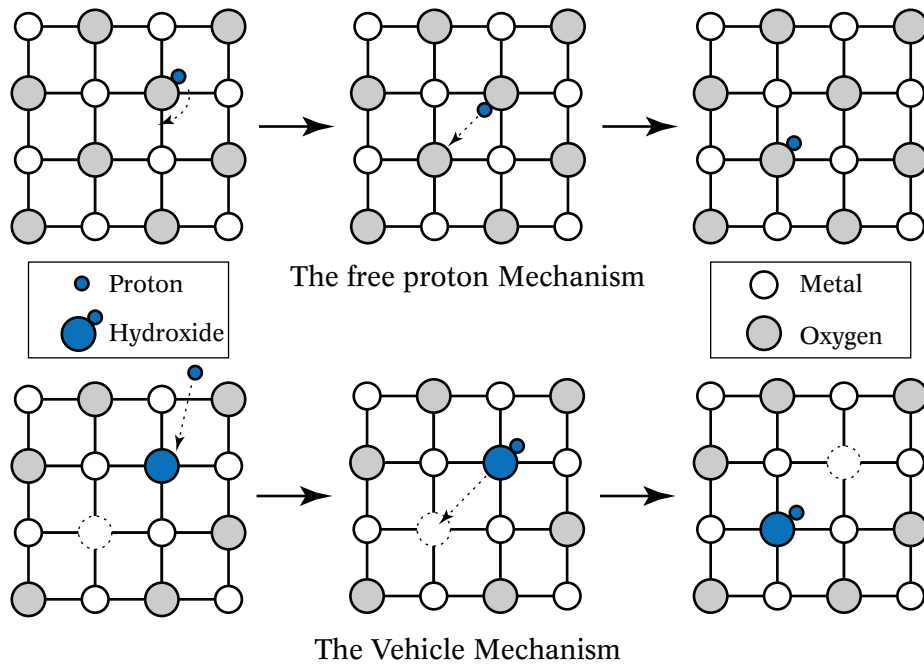 The free proton Mechanism
Proton
Hydroxide
Metal
Oxygen
The Vehicle Mechanism